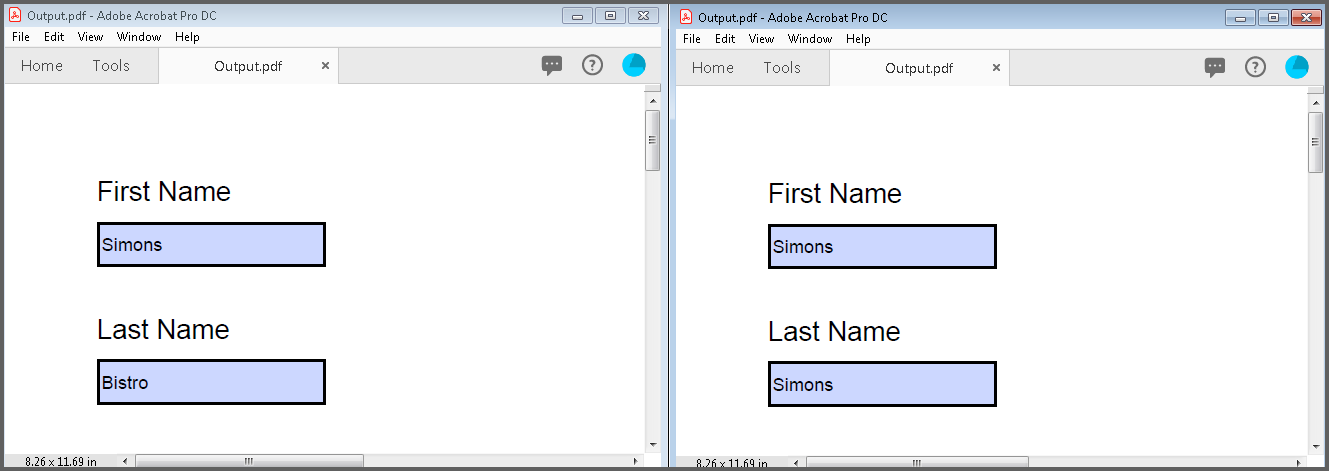 Output.pdf - Adobe Acrobat Pro DC
File Edit View Window Help
Home Tools Output.pdf ×
?
First Name
Simons
Last Name
Bistro
8.26 x 11.69 in
Output.pdf - Adobe Acrobat Pro DC
File Edit View Window Help
Home Tools Output.pdf ×
?
First Name
Simons
Last Name
Simons
8.26 x 11.69 in